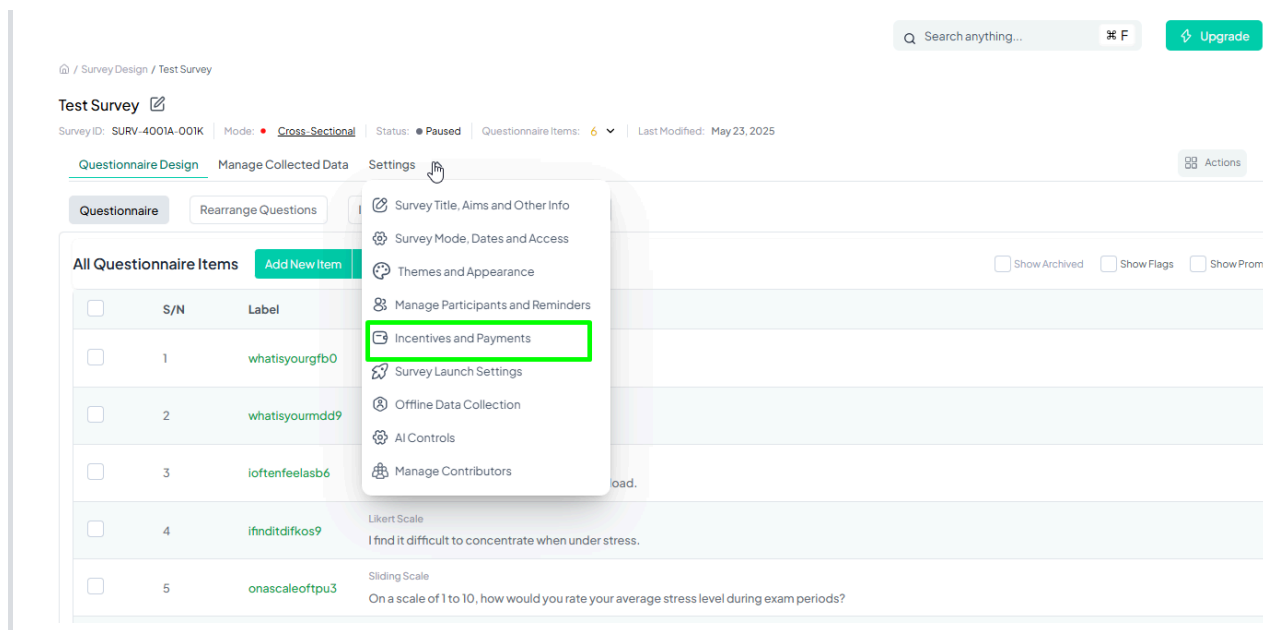 Search anything...
⌘ F
Upgrade
/ Survey Design / Test Survey
Test Survey
Survey ID: SURV-4001A-001K Mode: Cross-Sectional Status: Paused Questionnaire Items: 6 Last Modified: May 23, 2025
Questionnaire Design Manage Collected Data Settings
Actions
Questionnaire
Rearrange Questions
Survey Title, Aims and Other Info
Survey Mode, Dates and Access
Themes and Appearance
Manage Participants and Reminders
Incentives and Payments
Survey Launch Settings
Offline Data Collection
AI Controls
Manage Contributors
All Questionnaire Items
Add New Item
Show Archived
Show Flags
Show Prom
S/N Label
1 whatisyourgfb0
2 whatisyourmdd9
3 ioftenfeelasb6
load.
4 ifinditdifkos9
Likert Scale
I find it difficult to concentrate when under stress.
5 onascaleoftpu3
Sliding Scale
On a scale of 1 to 10, how would you rate your average stress level during exam periods?